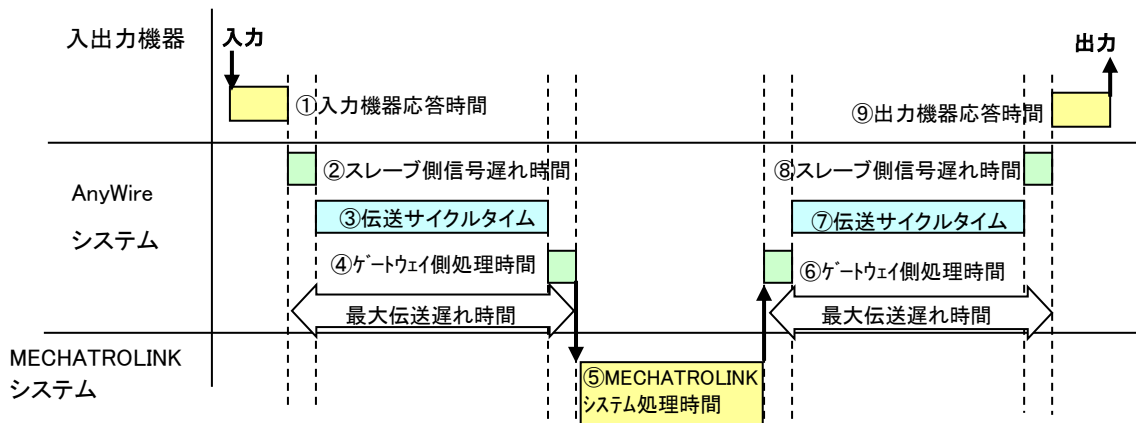 入出力機器
入力
出力
①入力機器応答時間
⑨出力機器応答時間
AnyWire
システム
②スレーブ側信号遅れ時間
⑧スレーブ側信号遅れ時間
③伝送サイクルタイム
⑦伝送サイクルタイム
④ｹﾞｰﾄｳｪｲ側処理時間
⑥ｹﾞｰﾄｳｪｲ側処理時間
最大伝送遅れ時間
最大伝送遅れ時間
MECHATROLINK
システム
⑤MECHATROLINK
ｼｽﾃﾑ処理時間